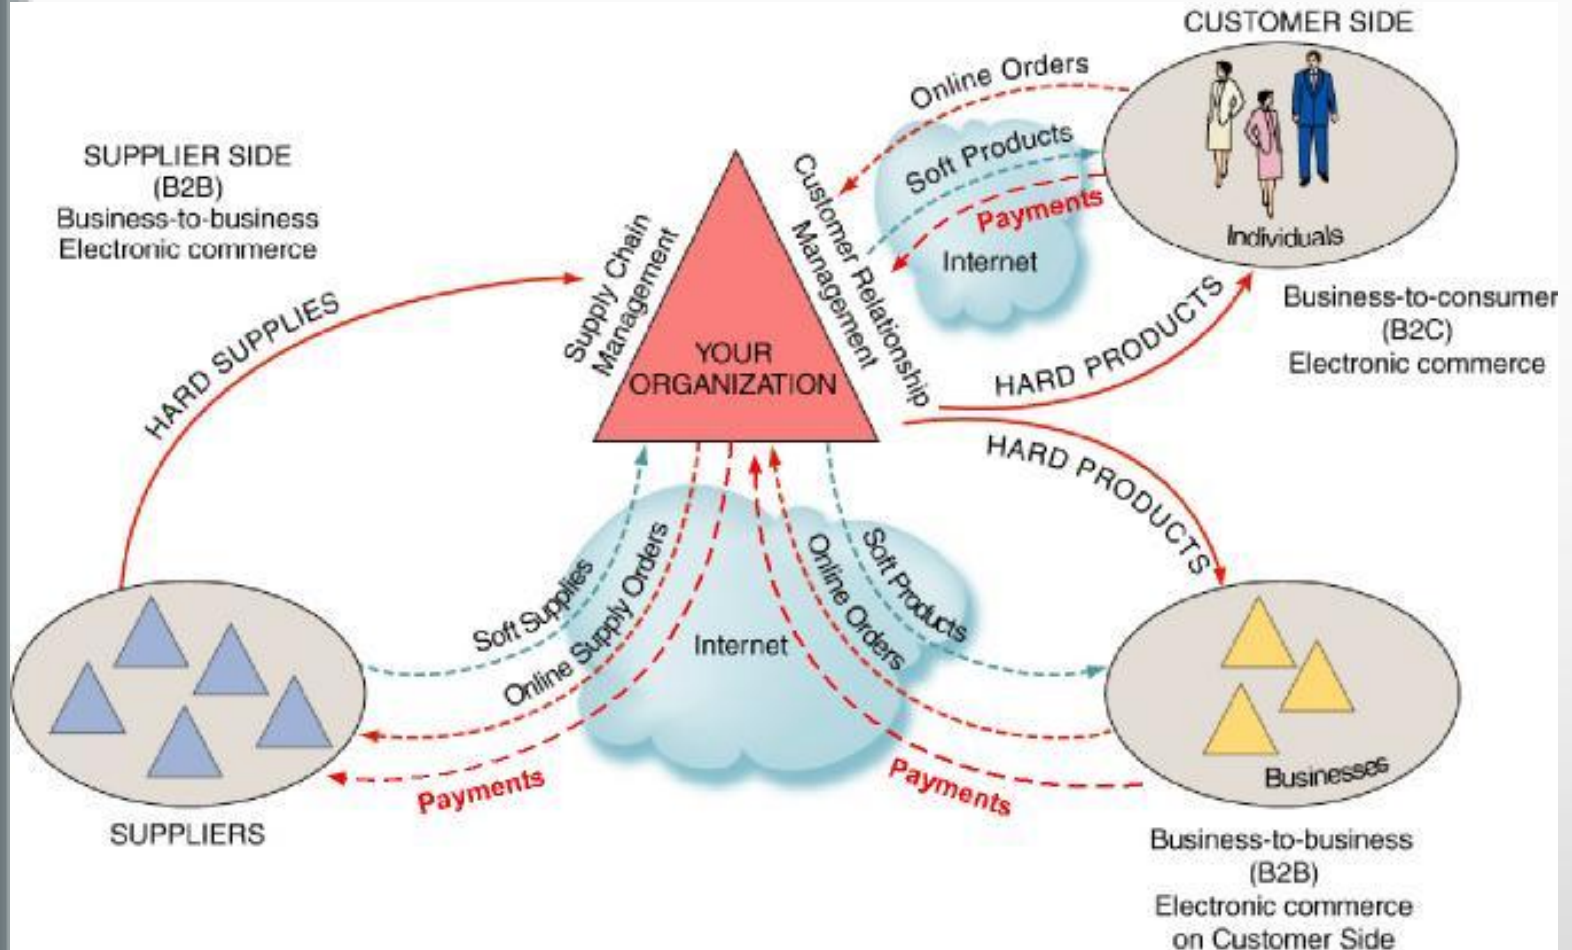 CUSTOMER SIDE
Online Orders
Soft Products
Payments
Internet
Individuals
SUPPLIER SIDE
(B2B)
Business-to-business
Electronic commerce
HARD SUPPLIES
Supply Chain
Management
Customer Relationship
Management
YOUR
ORGANIZATION
HARD PRODUCTS
Business-to-consumer
(B2C)
Electronic commerce
HARD PRODUCTS
Soft Supplies
Online Supply Orders
Payments
Internet
Soft Products
Online Orders
Payments
SUPPLIERS
Businesses
Business-to-business
(B2B)
Electronic commerce
on Customer Side